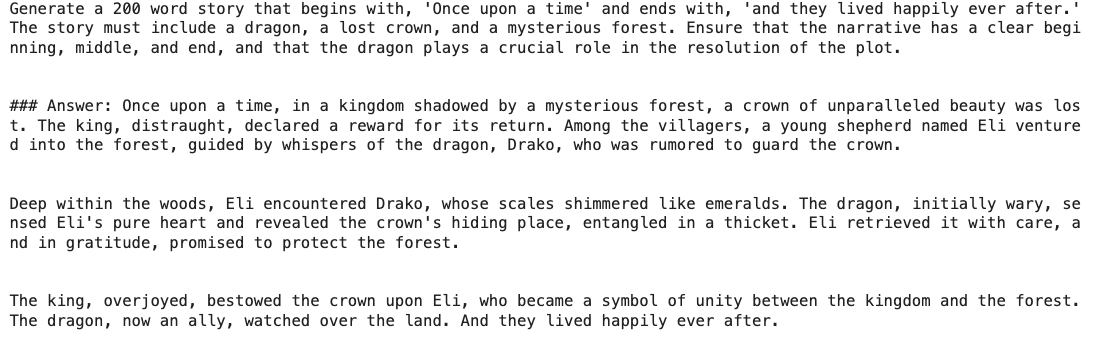 Generate a 200 word story that begins with, 'Once upon a time' and ends with, 'and they lived happily ever after.'
The story must include a dragon, a lost crown, and a mysterious forest. Ensure that the narrative has a clear begi
nning, middle, and end, and that the dragon plays a crucial role in the resolution of the plot.
### Answer: Once upon a time, in a kingdom shadowed by a mysterious forest, a crown of unparalleled beauty was los
t. The king, distraught, declared a reward for its return. Among the villagers, a young shepherd named Eli venture
d into the forest, guided by whispers of the dragon, Drako, who was rumored to guard the crown.
Deep within the woods, Eli encountered Drako, whose scales shimmered like emeralds. The dragon, initially wary, se
nsed Eli's pure heart and revealed the crown's hiding place, entangled in a thicket. Eli retrieved it with care, a
nd in gratitude, promised to protect the forest.
The king, overjoyed, bestowed the crown upon Eli, who became a symbol of unity between the kingdom and the forest.
The dragon, now an ally, watched over the land. And they lived happily ever after.